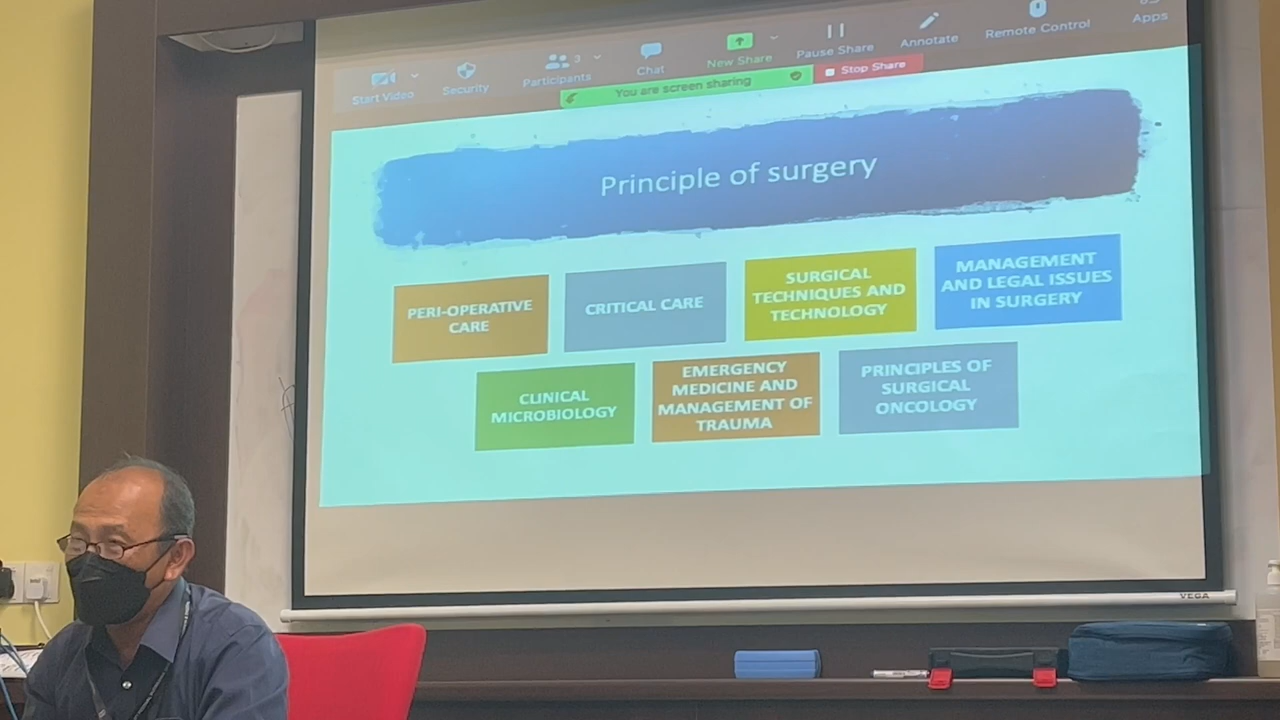 Start Video
Security
Participants
3
Chat
New Share
Pause Share
Annotate
Remote Control
Apps
You are screen sharing
Stop Share
Principle of surgery
PERI-OPERATIVE
CARE
CRITICAL CARE
SURGICAL
TECHNIQUES AND
TECHNOLOGY
MANAGEMENT
AND LEGAL ISSUES
IN SURGERY
CLINICAL
MICROBIOLOGY
EMERGENCY
MEDICINE AND
MANAGEMENT OF
TRAUMA
PRINCIPLES OF
SURGICAL
ONCOLOGY
VEGA